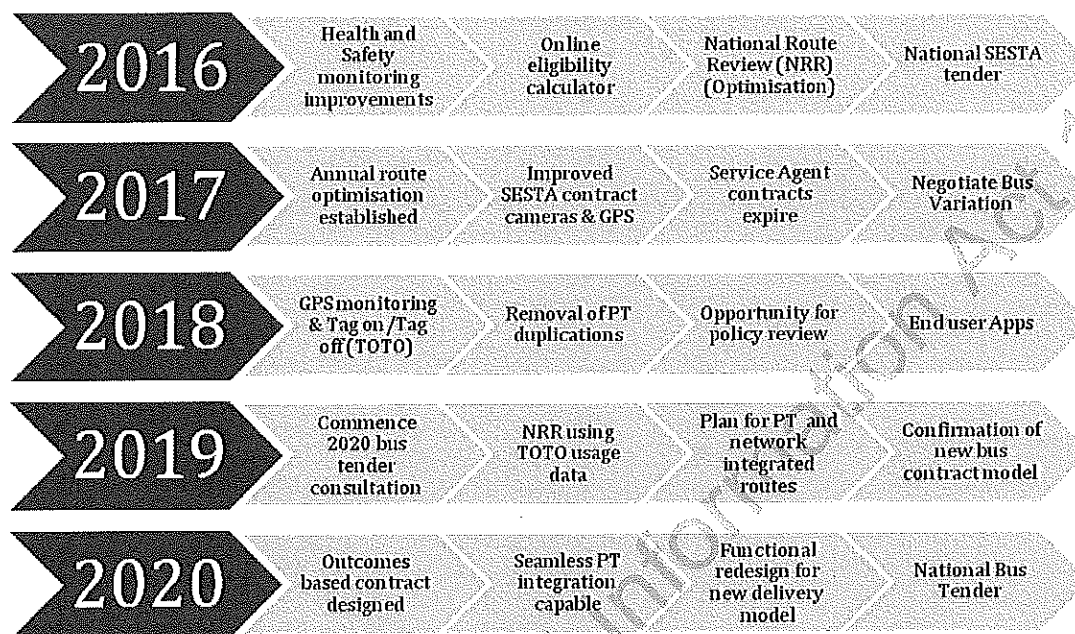 2016
Health and
Safety
monitoring
improvements
Online
eligibility
calculator
National Route
Review (NRR)
(Optimisation)
National SESTA
tender
2017
Annual route
optimisation
established
Improved
SESTA contract
cameras & GPS
Service Agent
contracts
expire
Negotiate Bus
Variation
2018
GPS monitoring
& Tag on /Tag
off (TOTO)
Removal of PT
duplications
Opportunity for
policy review
End user Apps
2019
Commence
2020 bus
tender
consultation
NRR using
TOTO usage
data
Plan for PT and
network
integrated
routes
Confirmation of
new bus
contract model
2020
Outcomes
based contract
designed
Seamless PT
integration
capable
Functional
redesign for
new delivery
model
National Bus
Tender
Information Act